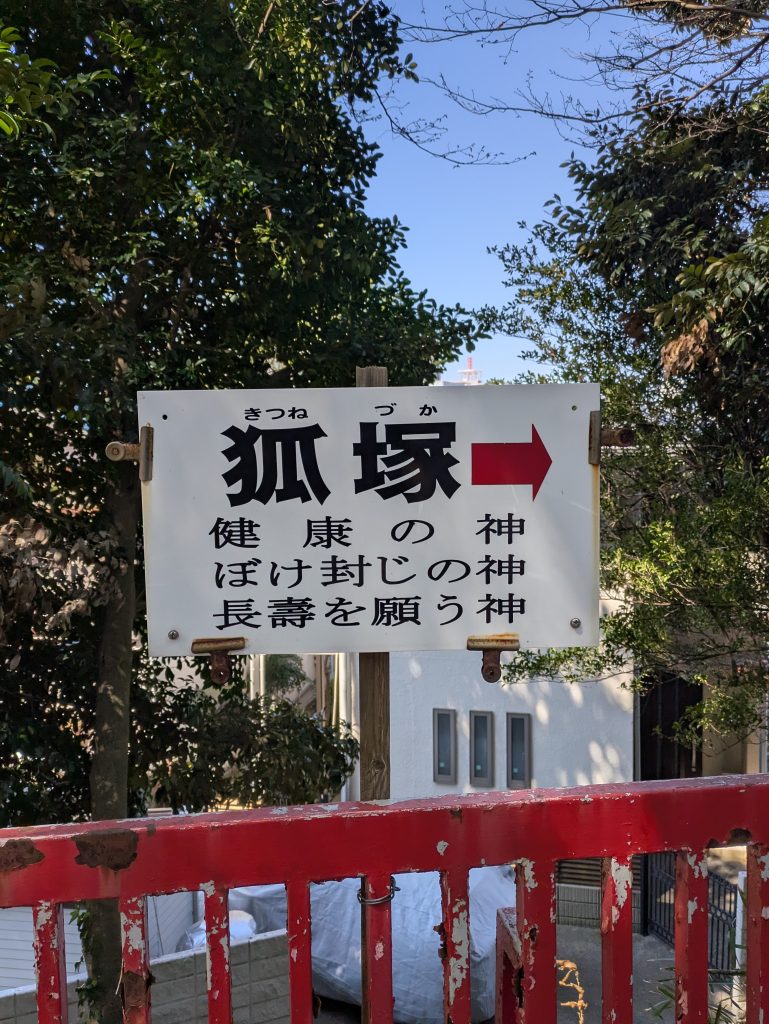 きつね づか
狐塚
健康の神
ぼけ封じの神
長壽を願う神